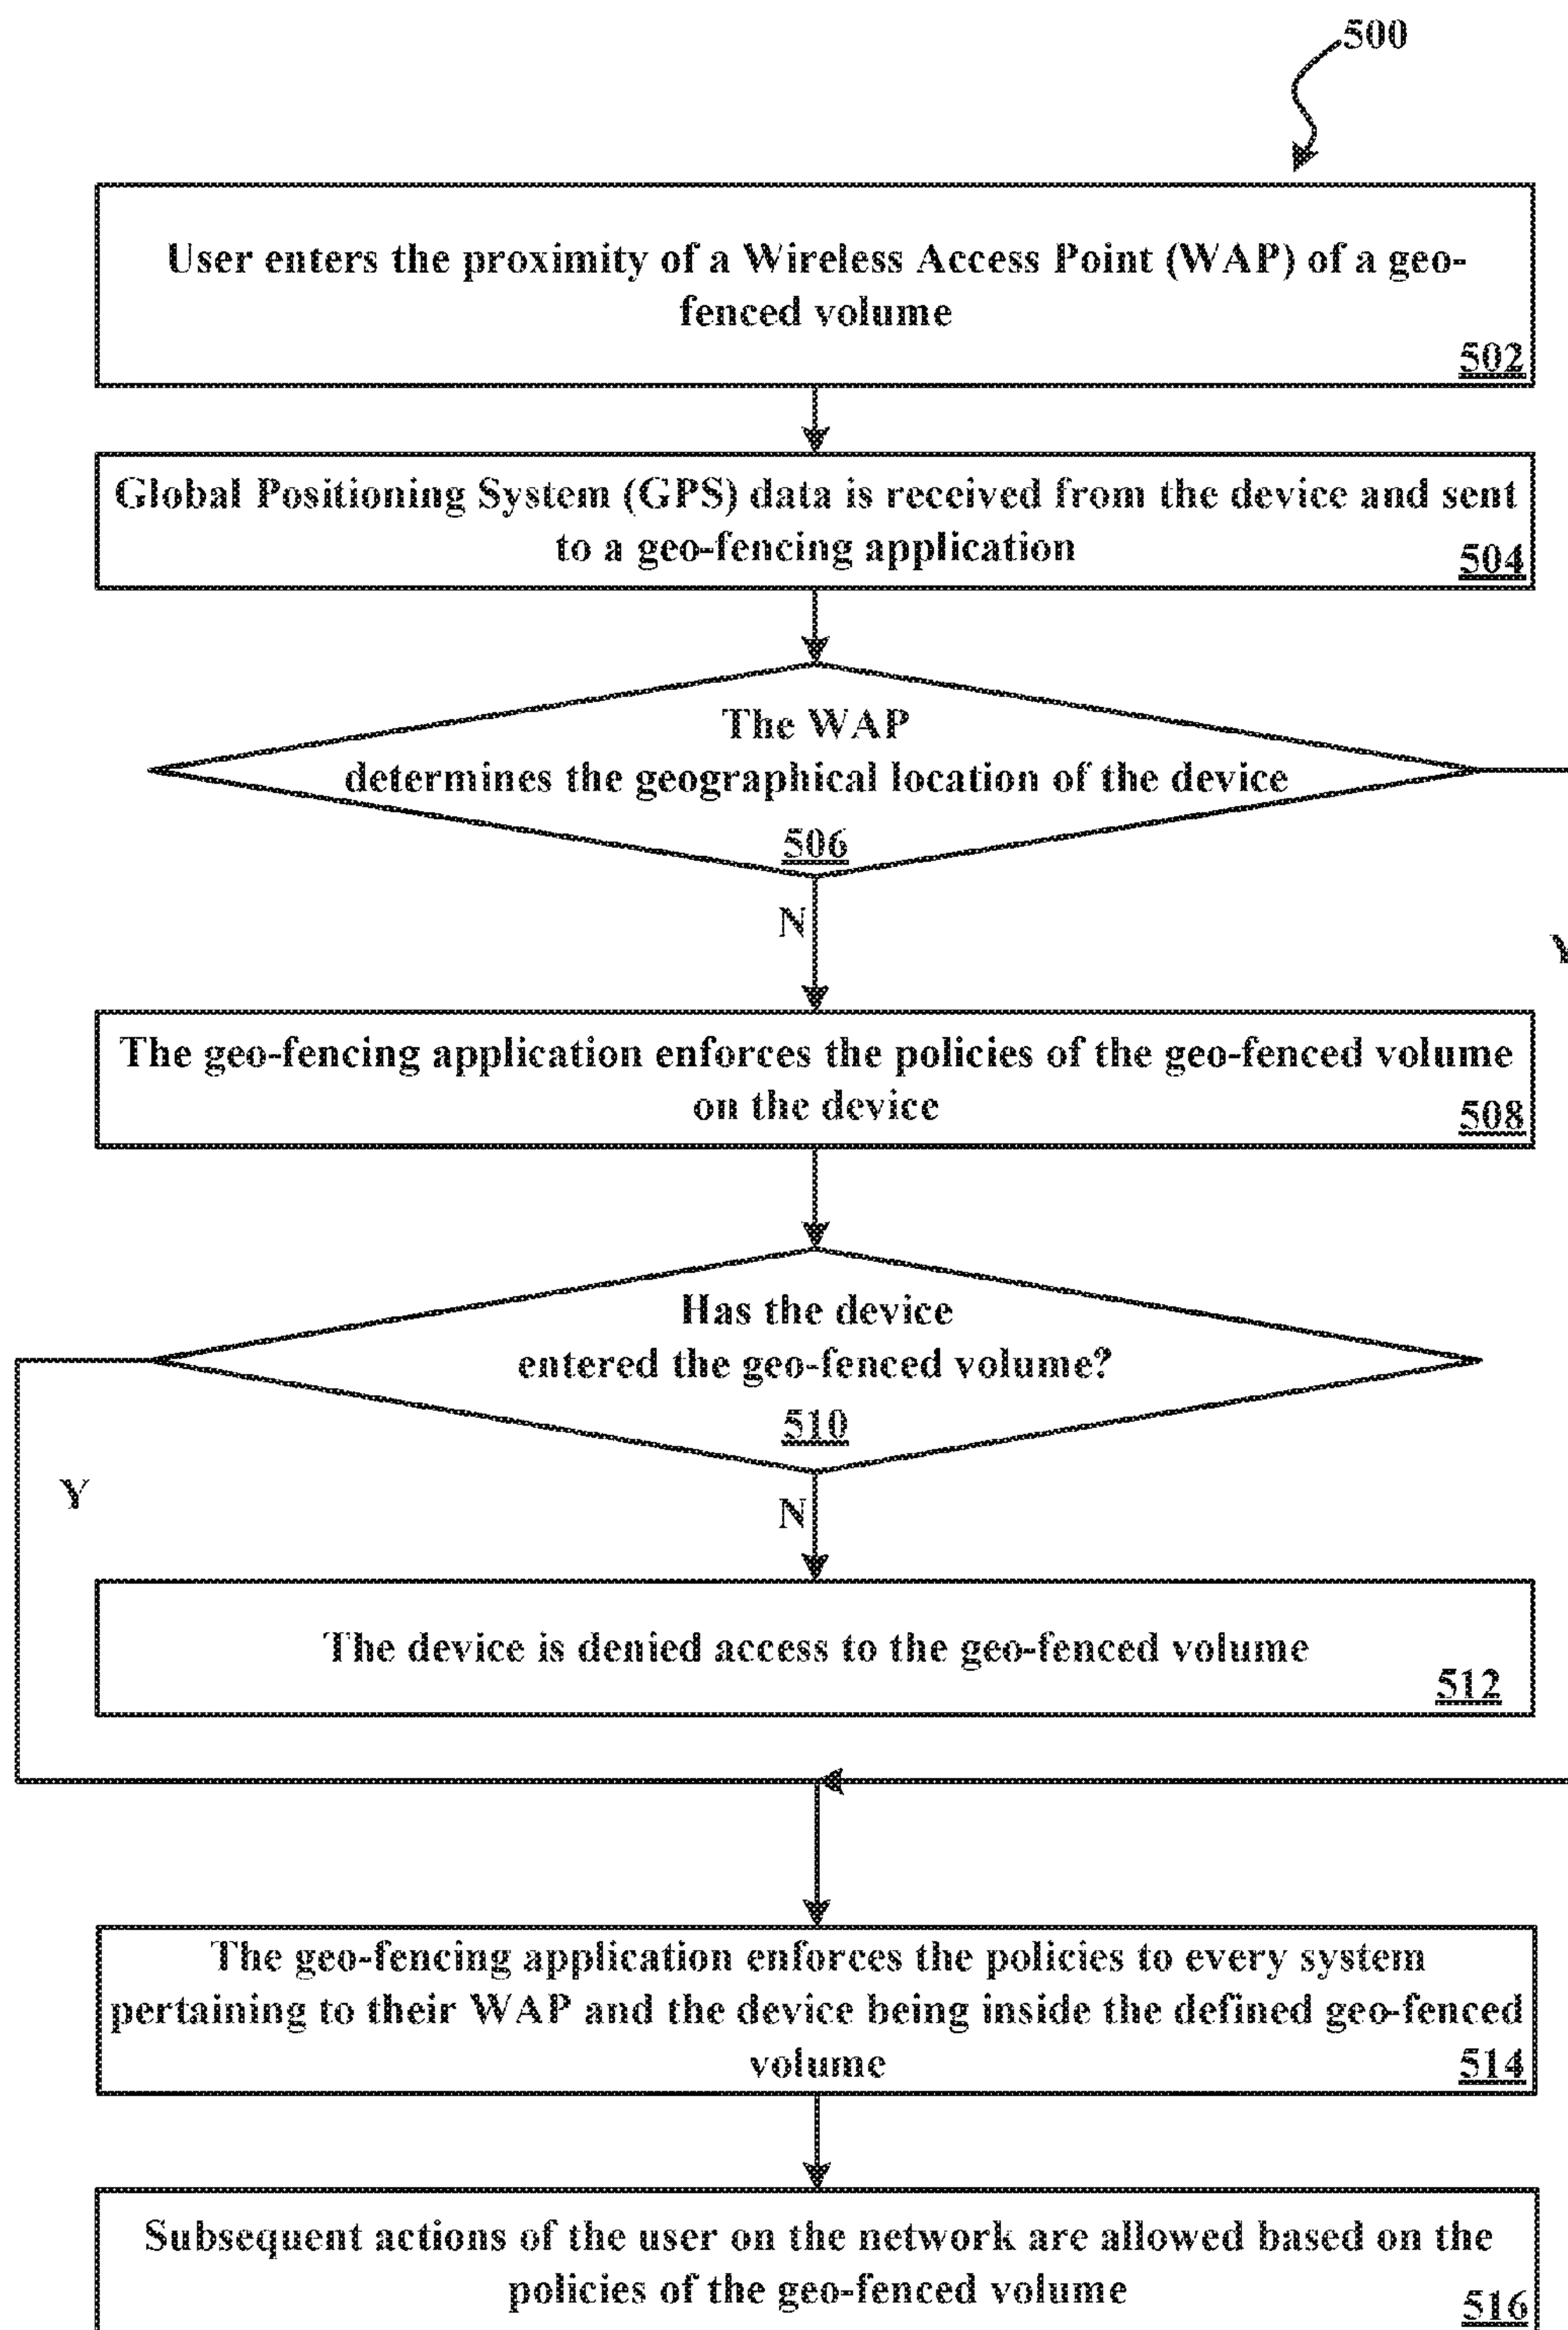 500
User enters the proximity of a Wireless Access Point (WAP) of a geo-
fenced volume
502
Global Positioning System (GPS) data is received from the device and sent
to a geo-fencing application
504
The WAP
determines the geographical location of the device
506
N
Y
The geo-fencing application enforces the policies of the geo-fenced volume
on the device
508
Has the device
entered the geo-fenced volume?
510
Y
N
The device is denied access to the geo-fenced volume
512
The geo-fencing application enforces the policies to every system
pertaining to their WAP and the device being inside the defined geo-fenced
volume
514
Subsequent actions of the user on the network are allowed based on the
policies of the geo-fenced volume
516